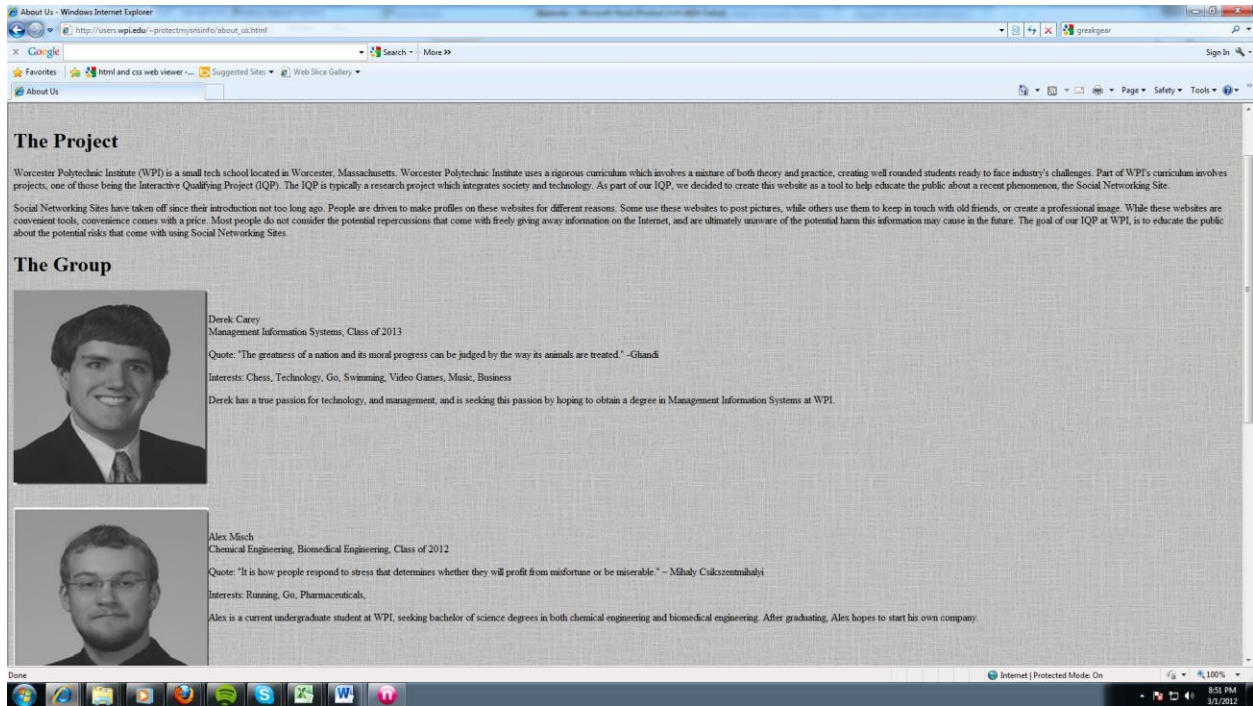 About Us - Windows Internet Explorer
http://users.wpi.edu/~protectmysnsinfo/about_us.html
greakgear
x Google
Search
More >>
Sign In
Favorites
html and css web viewer -...
Suggested Sites
Web Slice Gallery
About Us
Page
Safety
Tools
The Project
Worcester Polytechnic Institute (WPI) is a small tech school located in Worcester, Massachusetts. Worcester Polytechnic Institute uses a rigorous curriculum which involves a mixture of both theory and practice, creating well rounded students ready to face industry's challenges. Part of WPI's curriculum involves
projects, one of those being the Interactive Qualifying Project (IQP). The IQP is typically a research project which integrates society and technology. As part of our IQP, we decided to create this website as a tool to help educate the public about a recent phenomenon, the Social Networking Site.
Social Networking Sites have taken off since their introduction not too long ago. People are driven to make profiles on these websites for different reasons. Some use these websites to post pictures, while others use them to keep in touch with old friends, or create a professional image. While these websites are
convenient tools, convenience comes with a price. Most people do not consider the potential repercussions that come with freely giving away information on the Internet, and are ultimately unaware of the potential harm this information may cause in the future. The goal of our IQP at WPI, is to educate the public
about the potential risks that come with using Social Networking Sites.
The Group
Derek Carey
Management Information Systems, Class of 2013
Quote: "The greatness of a nation and its moral progress can be judged by the way its animals are treated." -Ghandi
Interests: Chess, Technology, Go, Swimming, Video Games, Music, Business
Derek has a true passion for technology, and management, and is seeking this passion by hoping to obtain a degree in Management Information Systems at WPI.
Alex Misch
Chemical Engineering, Biomedical Engineering, Class of 2012
Quote: "It is how people respond to stress that determines whether they will profit from misfortune or be miserable." – Mihaly Csikszentmihalyi
Interests: Running, Go, Pharmaceuticals,
Alex is a current undergraduate student at WPI, seeking bachelor of science degrees in both chemical engineering and biomedical engineering. After graduating, Alex hopes to start his own company.
Done
Internet | Protected Mode: On
100%
8:51 PM
3/1/2012